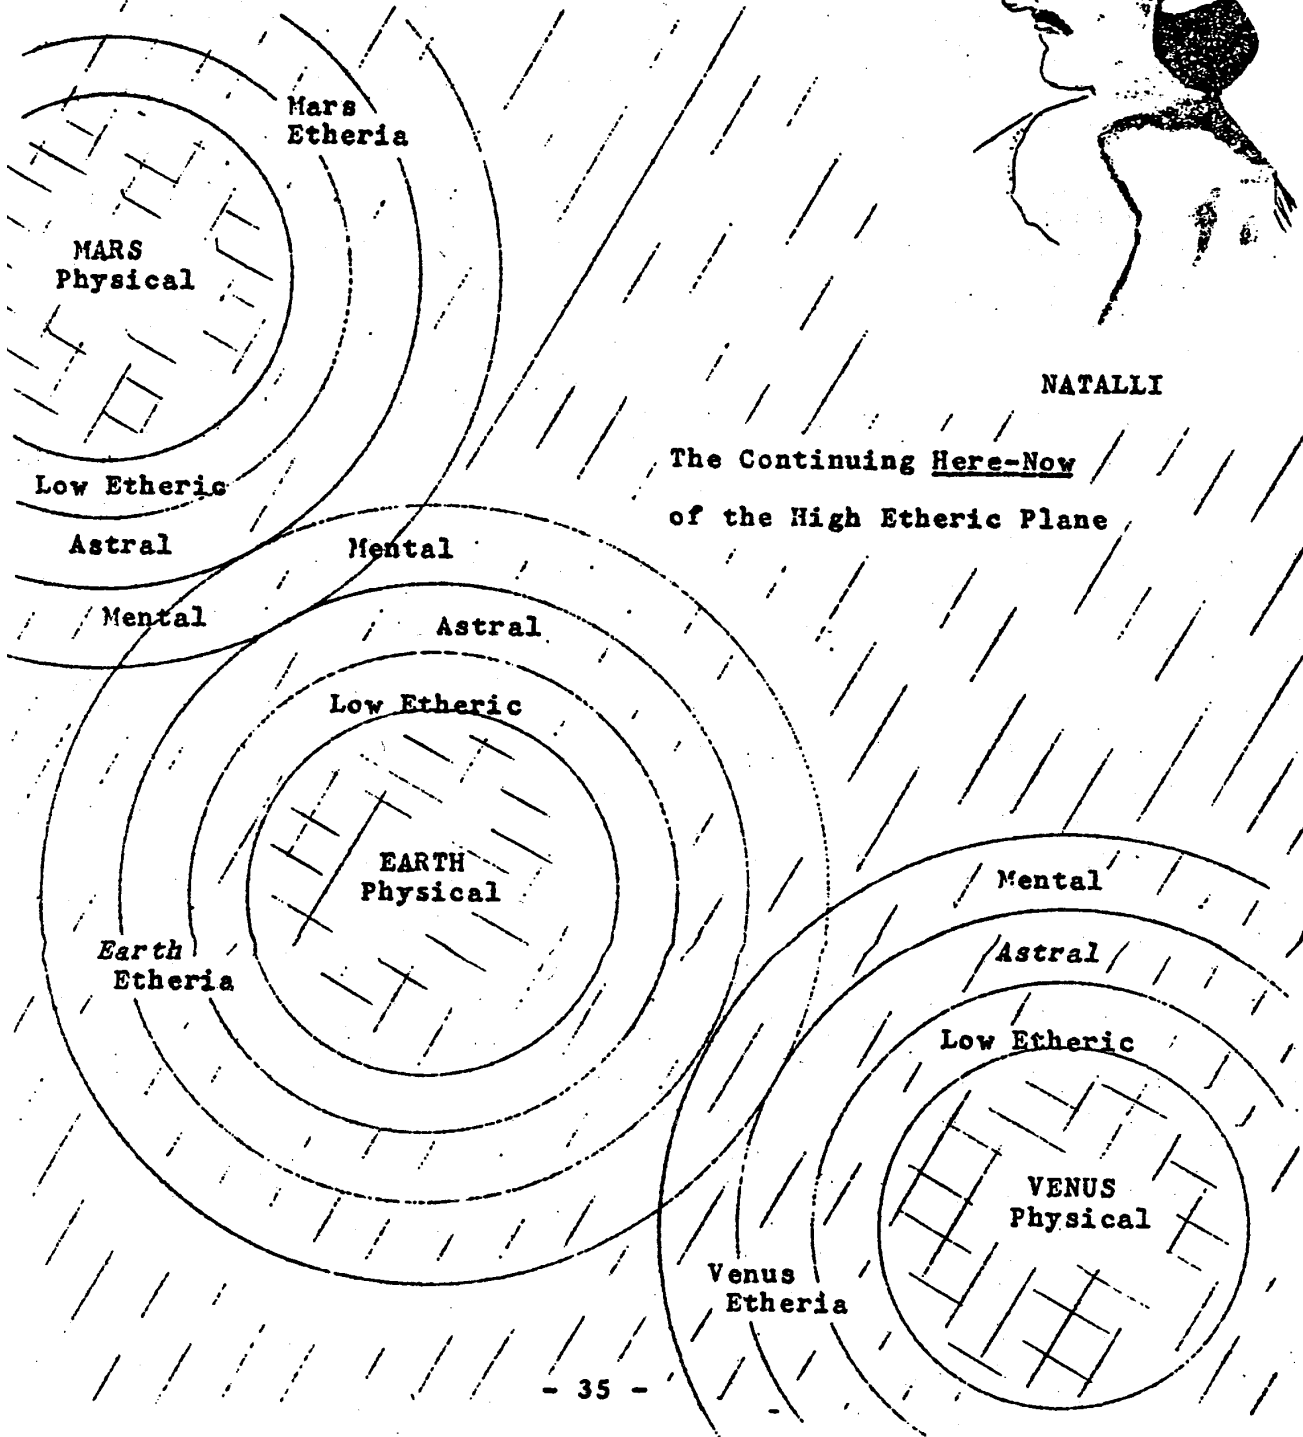 Mars
Etheria
MARS
Physical
NATALLI
The Continuing Here-Now
of the High Etheric Plane
Low Etheric
Astral
Mental
Mental
Astral
Low Etheric
EARTH
Physical
Earth
Etheria
Mental
Astral
Low Etheric
VENUS
Physical
Venus
Etheria
- 35 -